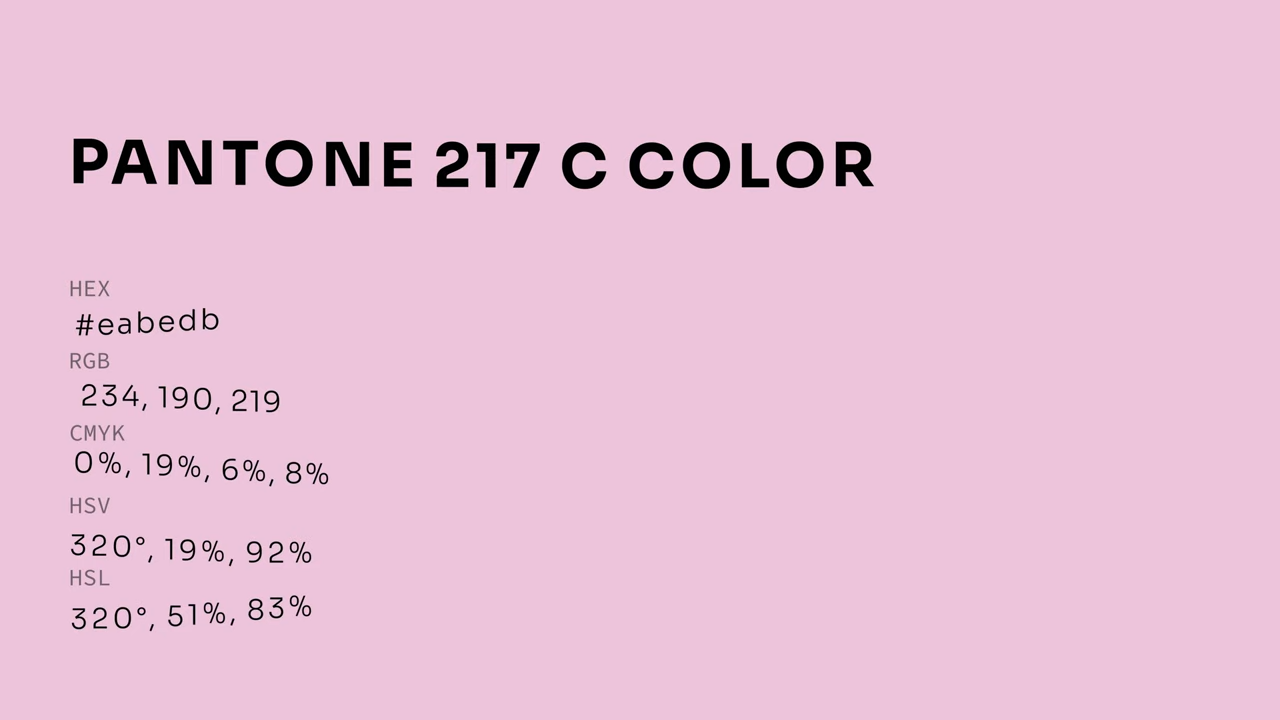 PANTONE 217 C COLOR
HEX
#eabedb
RGB
234, 190, 219
CMYK
0%, 19%, 6%, 8%
HSV
320°, 19%, 92%
HSL
320°, 51%, 83%